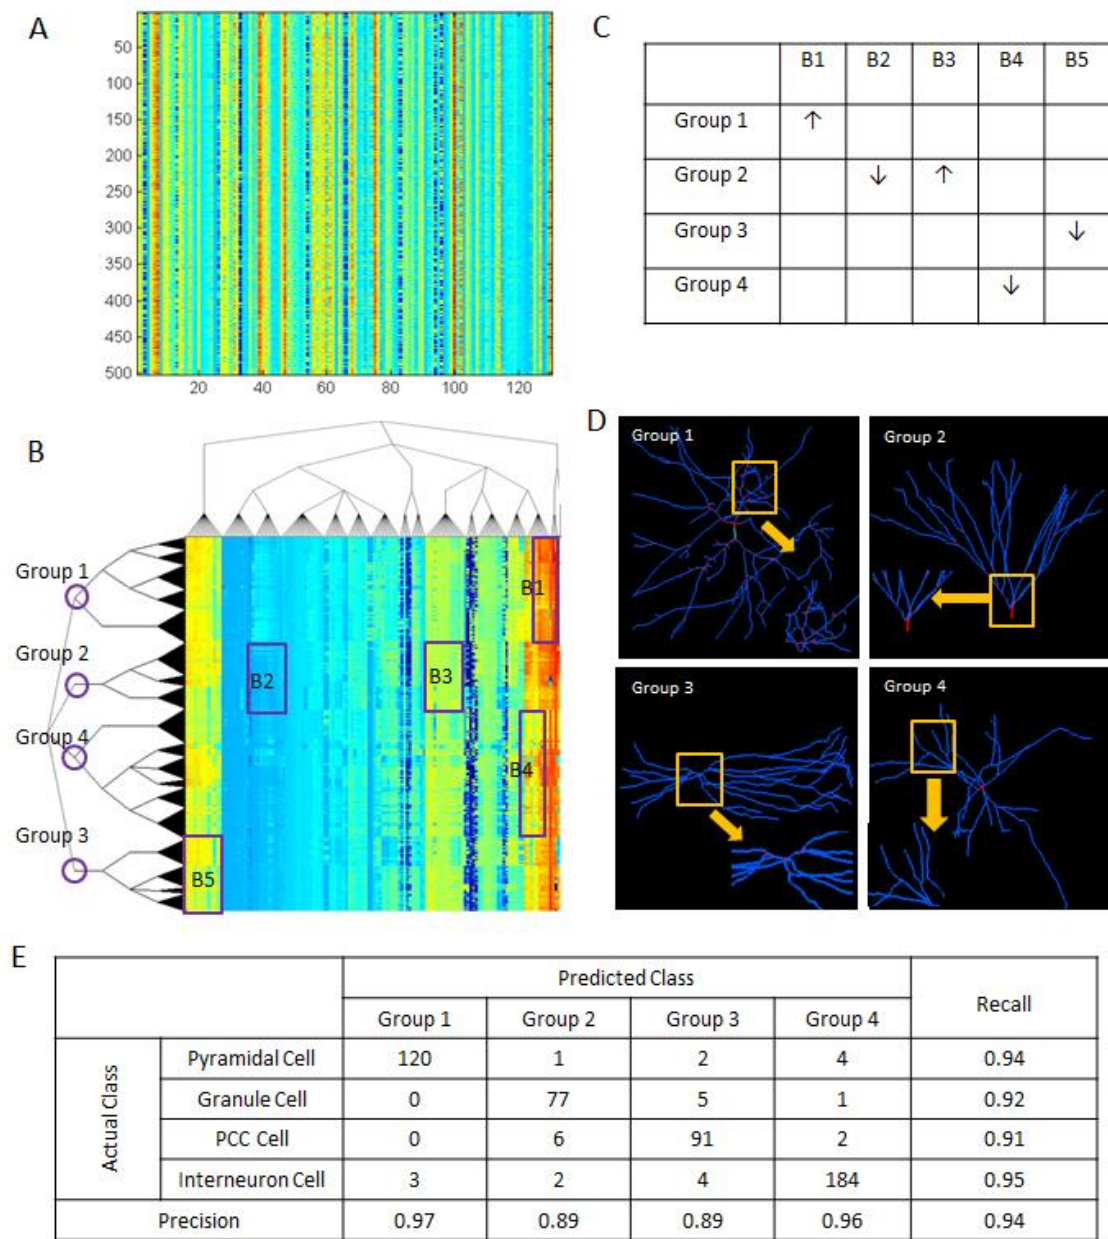 A
50
100
150
200
250
300
350
400
450
500
20 40 60 80 100 120
B
Group 1
Group 2
Group 4
Group 3
B1
B2
B3
B4
B5
C
B1 B2 B3 B4 B5
Group 1 ↑
Group 2 ↓ ↑
Group 3 ↓
Group 4 ↓
D
Group 1
Group 2
Group 3
Group 4
E
Predicted Class
Recall
Group 1 Group 2 Group 3 Group 4
Actual Class
Pyramidal Cell 120 1 2 4 0.94
Granule Cell 0 77 5 1 0.92
PCC Cell 0 6 91 2 0.91
Interneuron Cell 3 2 4 184 0.95
Precision 0.97 0.89 0.89 0.96 0.94